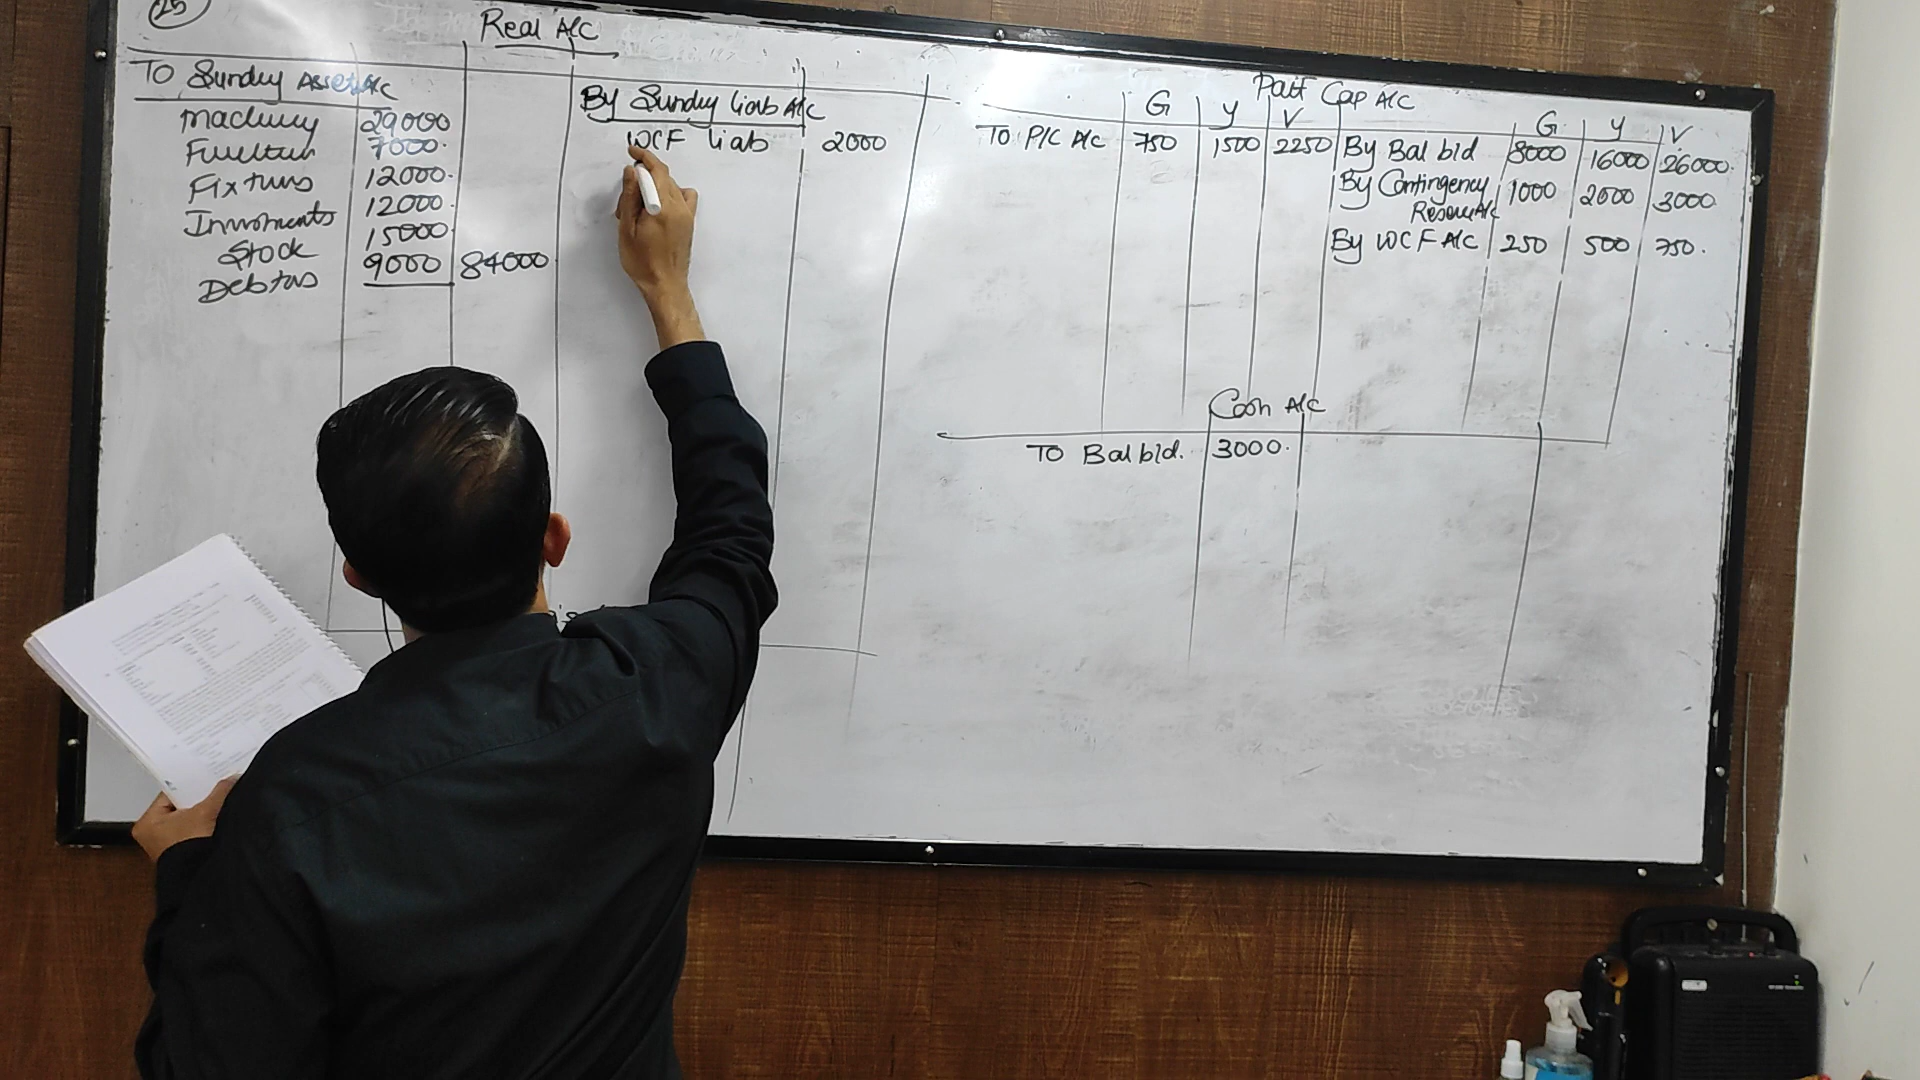 25
Real A/C
To Sundry Assets A/C
Machinery 29000
Furniture 7000.
Fixtures 12000.
Investments 12000.
Stock 15000.
Debtors 9000 84000
By Sundry liab A/C
WCF liab 2000
Part Cap A/C
G Y V G Y V
To P/C A/C 750 1500 2250 By Bal b/d 8000 16000 26000.
By Contingency Reserve A/c 1000 2000 3000
By WCF A/C 250 500 750.
Cash A/C
To Bal b/d. 3000.